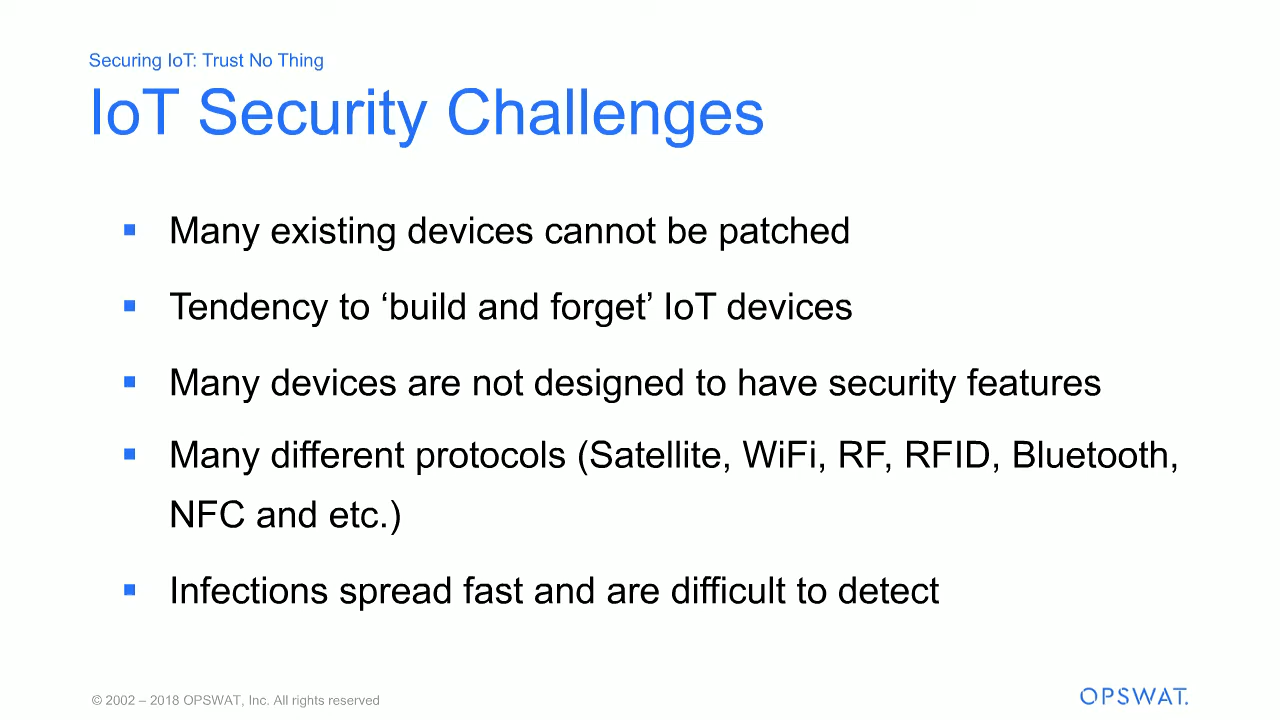 Securing IoT: Trust No Thing
IoT Security Challenges
Many existing devices cannot be patched
Tendency to ‘build and forget’ IoT devices
Many devices are not designed to have security features
Many different protocols (Satellite, WiFi, RF, RFID, Bluetooth,
NFC and etc.)
Infections spread fast and are difficult to detect
© 2002 – 2018 OPSWAT, Inc. All rights reserved
OPSWAT.